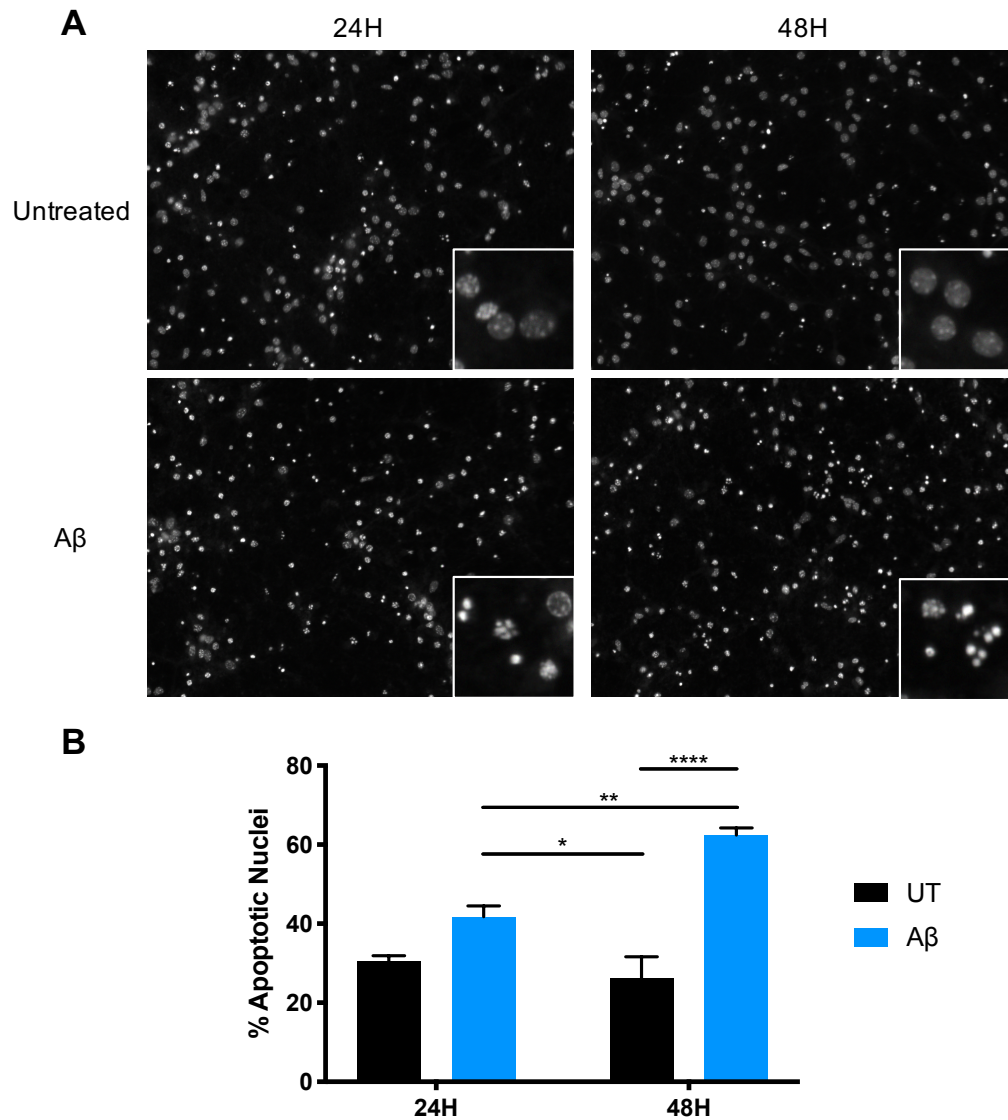 A
24H 48H
Untreated
Aβ
B
% Apoptotic Nuclei
80
60
40
20
0
****
**
*
24H 48H
UT
Aβ